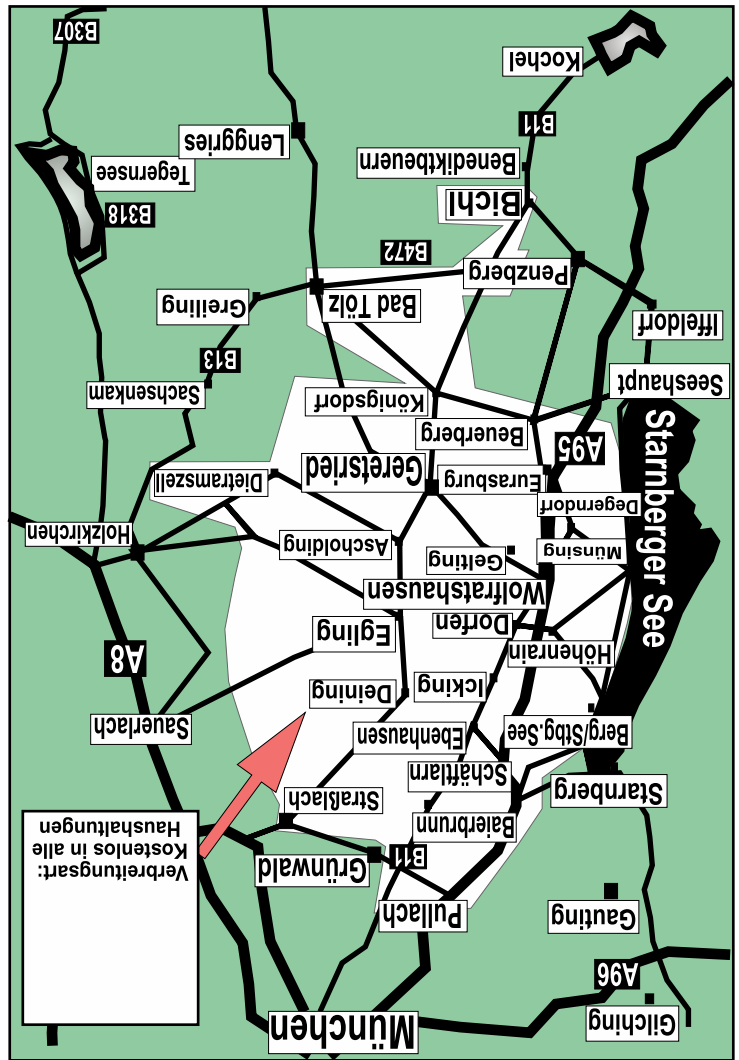 Gilching
München
A96
Gauting
Pullach
Verbreitungsart:
Kostenlos in alle
Haushaltungen
Grünwald
B11
Baierbrunn
Straßlach
Starnberg
Schäftlarn
Berg/Stbg.See
Ebenhausen
Sauerlach
Icking
Deining
A8
Höhenrain
Egling
Dorfen
Starnberger See
Wolfratshausen
Gelting
Münsing
Ascholding
Holzkirchen
Degerndorf
Eurasburg
Dietramszell
Geretsried
A95
Beuerberg
Königsdorf
Sachsenkam
Seeshaupt
B13
Iffeldorf
Bad Tölz
Greiling
Penzberg
B472
B318
Bichl
Tegernsee
Benediktbeuern
Lenggries
B11
Kochel
B307